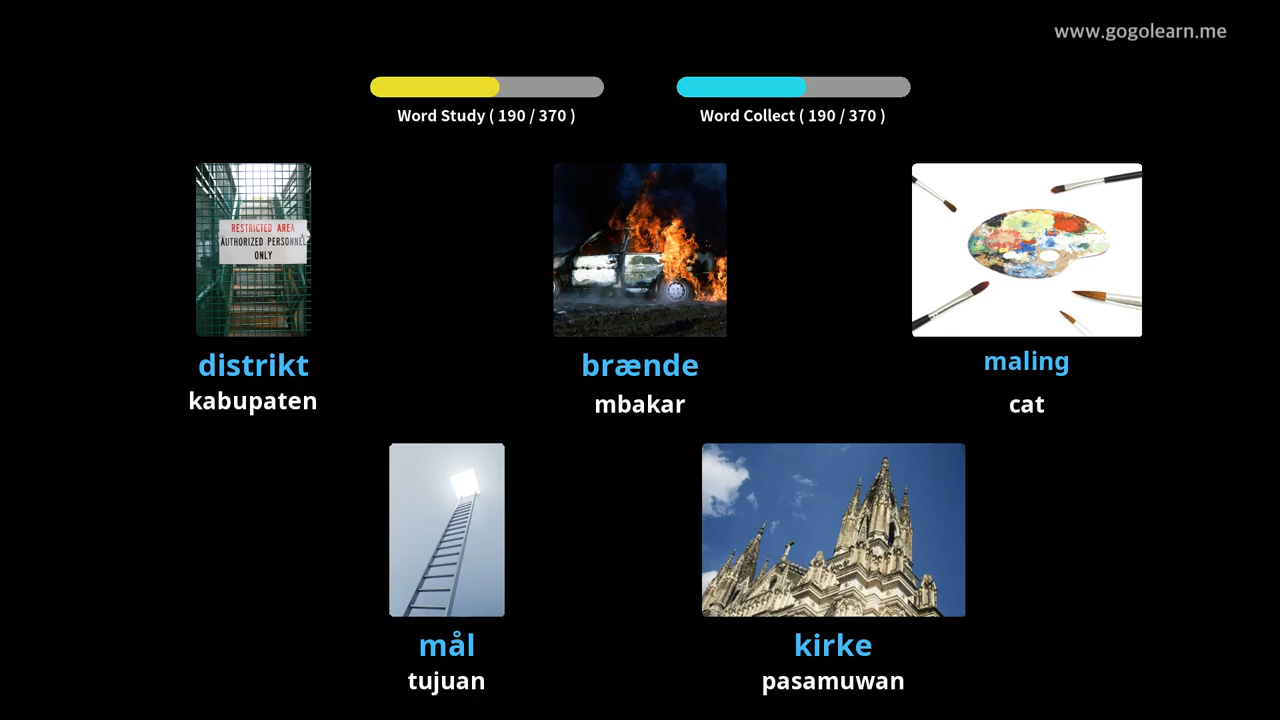 www.gogolearn.me
Word Study ( 190 / 370 )
Word Collect ( 190 / 370 )
RESTRICTED AREA
AUTHORIZED PERSONNEL
ONLY
distrikt
kabupaten
brænde
mbakar
maling
cat
mål
tujuan
kirke
pasamuwan